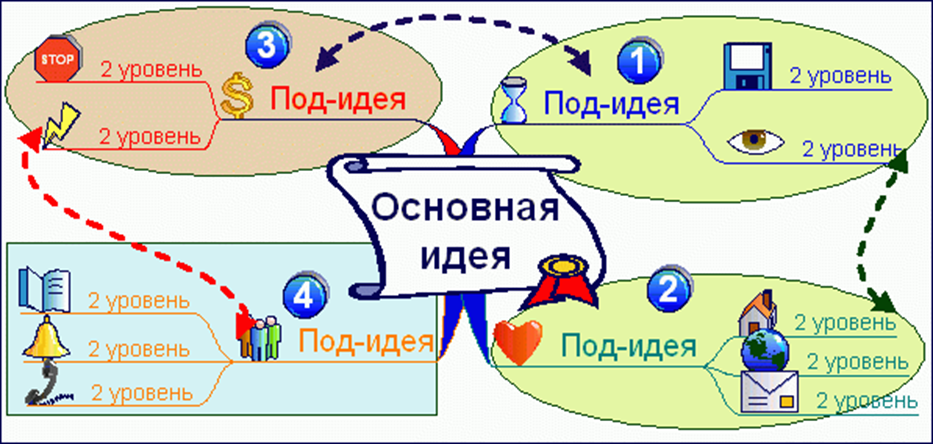 3
STOP
2 уровень
Под-идея
2 уровень
1
Под-идея
2 уровень
2 уровень
Основная
идея
4
2 уровень
Под-идея
2 уровень
2 уровень
2
Под-идея
2 уровень
2 уровень
2 уровень